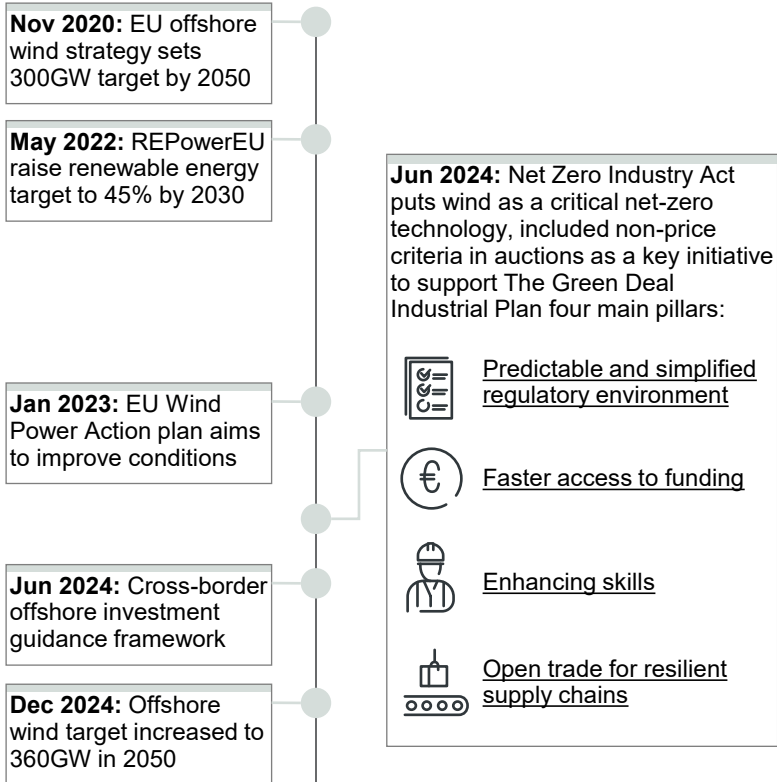 Nov 2020: EU offshore
wind strategy sets
300GW target by 2050
May 2022: REPowerEU
raise renewable energy
target to 45% by 2030
Jan 2023: EU Wind
Power Action plan aims
to improve conditions
Jun 2024: Net Zero Industry Act
puts wind as a critical net-zero
technology, included non-price
criteria in auctions as a key initiative
to support The Green Deal
Industrial Plan four main pillars:
Predictable and simplified
regulatory environment
€
Faster access to funding
Enhancing skills
Open trade for resilient
supply chains
Jun 2024: Cross-border
offshore investment
guidance framework
Dec 2024: Offshore
wind target increased to
360GW in 2050